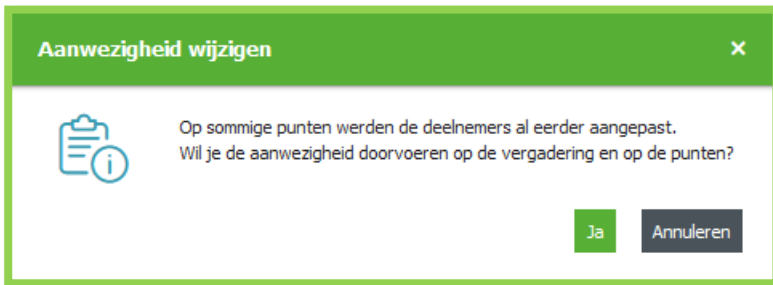 Aanwezigheid wijzigen
Op sommige punten werden de deelnemers al eerder aangepast.
Wil je de aanwezigheid doorvoeren op de vergadering en op de punten?
Ja
Annuleren